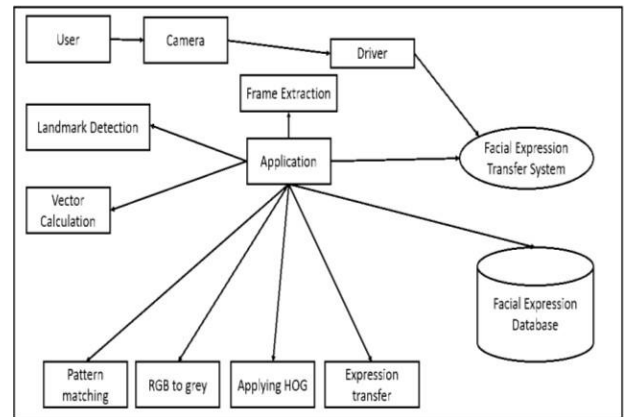 User
Camera
Driver
Frame Extraction
Landmark Detection
Application
Facial Expression
Transfer System
Vector
Calculation
Facial Expression
Database
Pattern
matching
RGB to grey
Applying HOG
Expression
transfer